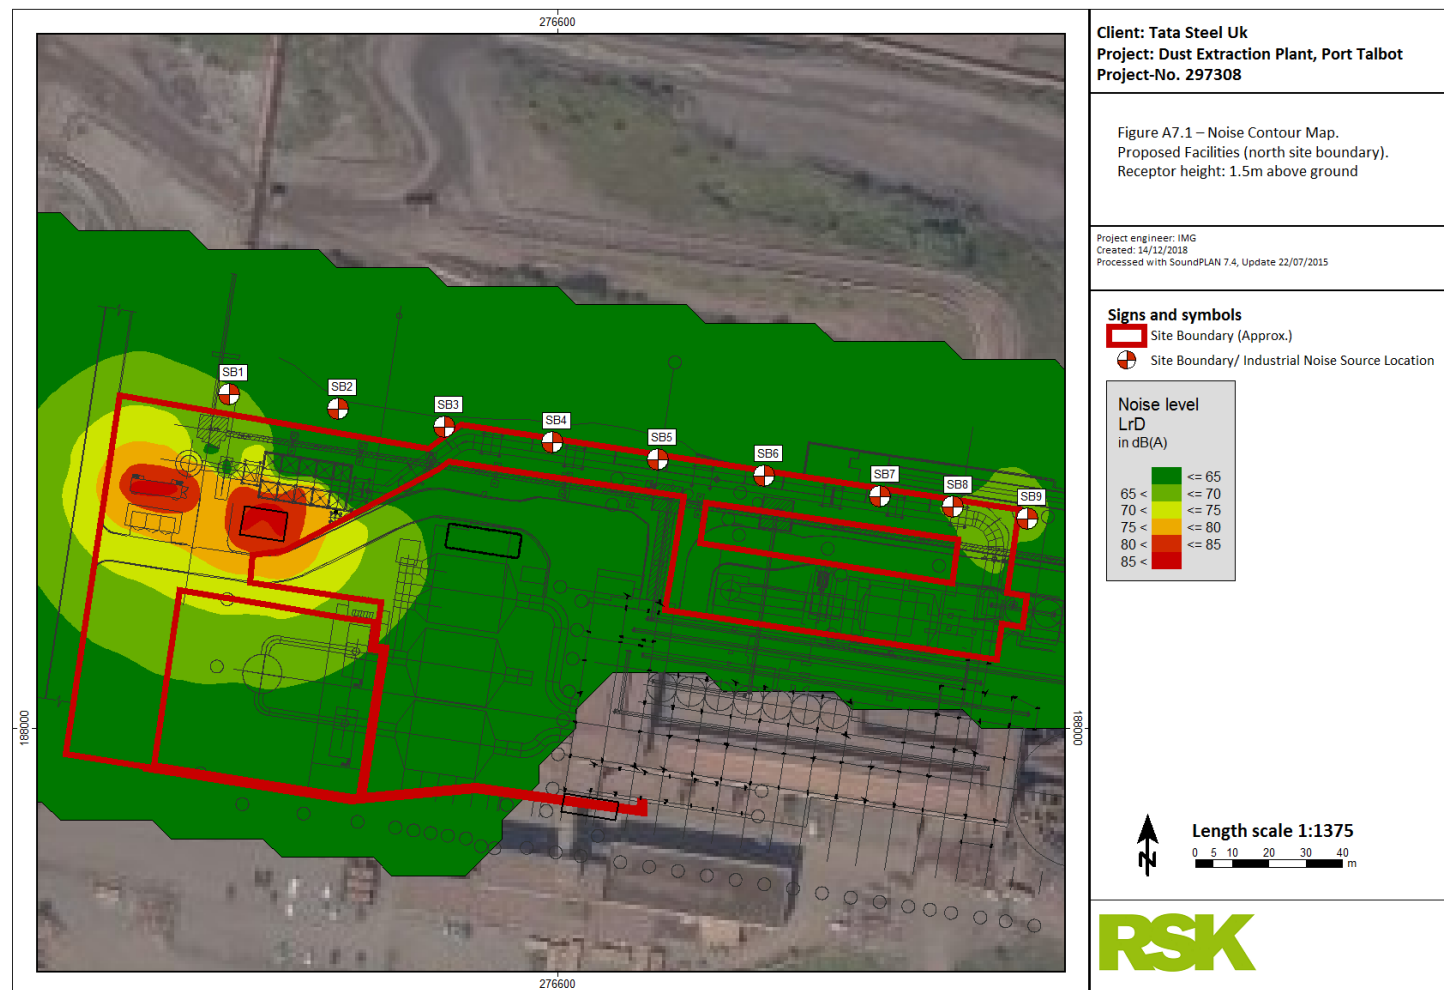 276600
Client: Tata Steel Uk
Project: Dust Extraction Plant, Port Talbot
Project-No. 297308
Figure A7.1 – Noise Contour Map.
Proposed Facilities (north site boundary).
Receptor height: 1.5m above ground
Project engineer: IMG
Created: 14/12/2018
Processed with SoundPLAN 7.4, Update 22/07/2015
Signs and symbols
Site Boundary (Approx.)
Site Boundary/ Industrial Noise Source Location
Noise level
LrD
in dB(A)
<= 65
65 < <= 70
70 < <= 75
75 < <= 80
80 < <= 85
85 <
SB1
SB2
SB3
SB4
SB5
SB6
SB7
SB8
SB9
188000
188000
N
Length scale 1:1375
0 5 10 20 30 40
m
RSK
276600